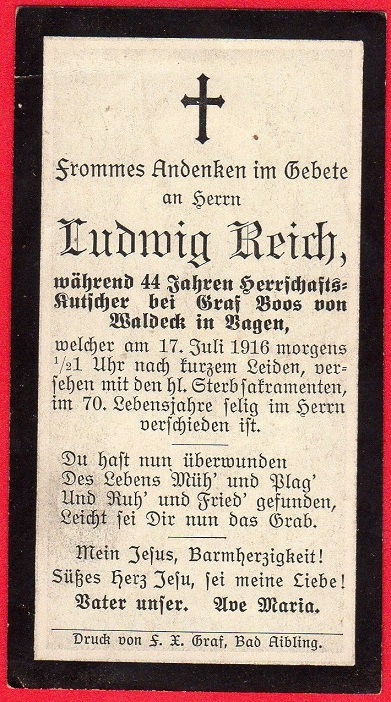 Frommes Andenken im Gebete
an Herrn
Ludwig Reich,
während 44 Jahren Herrschafts-
Kutscher bei Graf Boos von
Waldeck in Vagen,
welcher am 17. Juli 1916 morgens
1/21 Uhr nach kurzem Leiden, ver-
sehen mit den hl. Sterbsakramenten,
im 70. Lebensjahre selig im Herrn
verschieden ist.
Du hast nun überwunden
Des Lebens Müh' und Plag'
Und Ruh' und Fried' gefunden,
Leicht sei Dir nun das Grab.
Mein Jesus, Barmherzigkeit!
Süßes Herz Jesu, sei meine Liebe!
Vater unser. Ave Maria.
Druck von F. X. Graf, Bad Aibling.